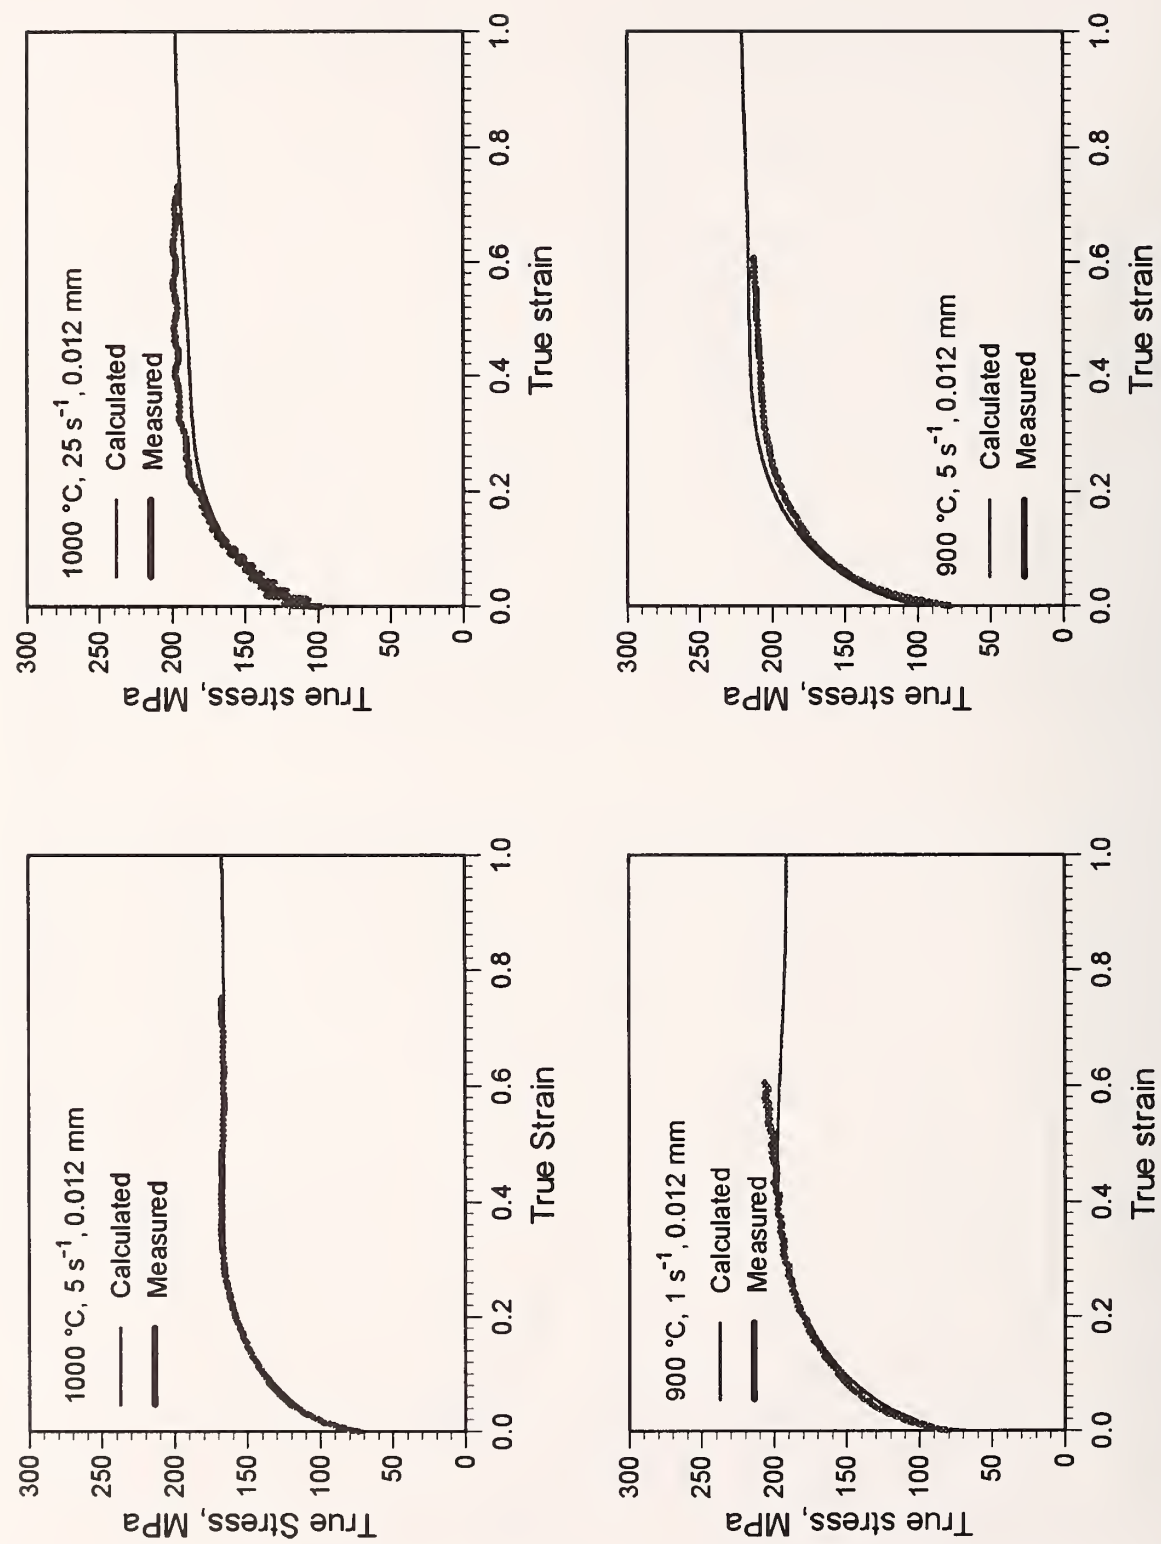 300
250
200
150
100
50
0
True Stress, MPa
1000 °C, 5 s⁻¹, 0.012 mm
Calculated
Measured
0.0 0.2 0.4 0.6 0.8 1.0
True Strain
300
250
200
150
100
50
0
True stress, MPa
1000 °C, 25 s⁻¹, 0.012 mm
Calculated
Measured
0.0 0.2 0.4 0.6 0.8 1.0
True strain
300
250
200
150
100
50
0
True stress, MPa
900 °C, 1 s⁻¹, 0.012 mm
Calculated
Measured
0.0 0.2 0.4 0.6 0.8 1.0
True strain
300
250
200
150
100
50
0
True stress, MPa
900 °C, 5 s⁻¹, 0.012 mm
Calculated
Measured
0.0 0.2 0.4 0.6 0.8 1.0
True strain